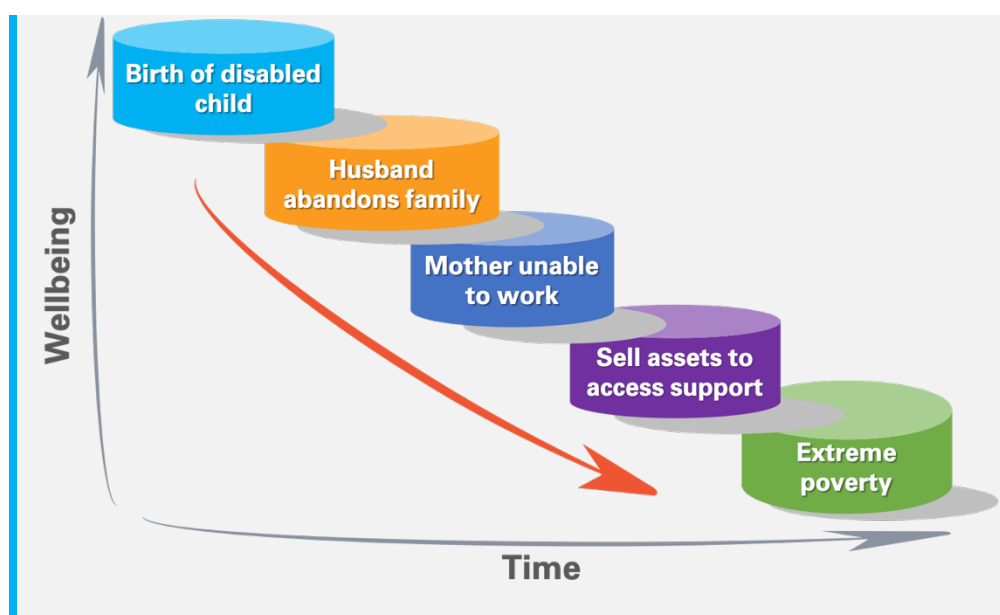 Birth of disabled
child
Husband
abandons family
Mother unable
to work
Sell assets to
access support
Extreme
poverty
Wellbeing
Time